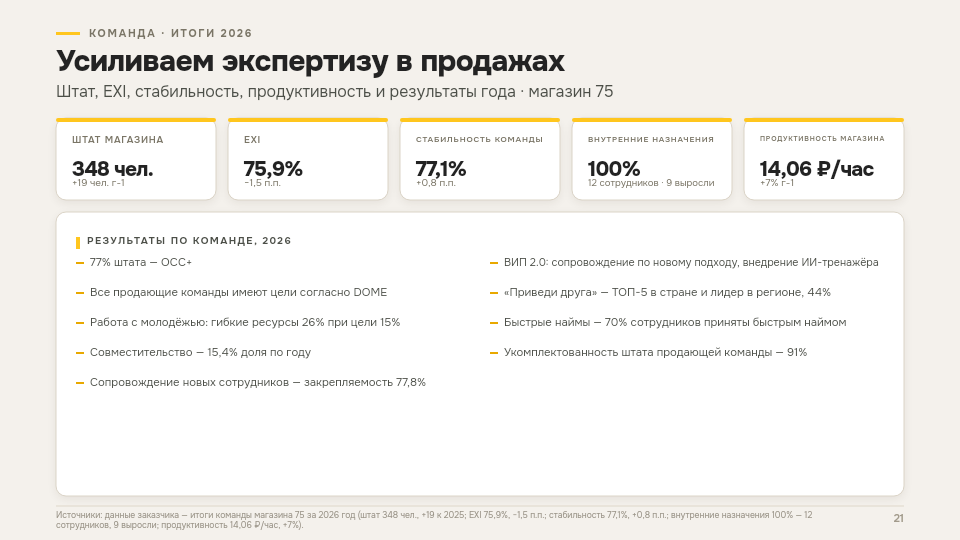 КОМАНДА · ИТОГИ 2026
Усиливаем экспертизу в продажах
Штат, EXI, стабильность, продуктивность и результаты года · магазин 75
ШТАТ МАГАЗИНА
348 чел.
+19 чел. г-1
EXI
75,9%
−1,5 п.п.
СТАБИЛЬНОСТЬ КОМАНДЫ
77,1%
+0,8 п.п.
ВНУТРЕННИЕ НАЗНАЧЕНИЯ
100%
12 сотрудников · 9 выросли
ПРОДУКТИВНОСТЬ МАГАЗИНА
14,06 ₽/час
+7% г-1
РЕЗУЛЬТАТЫ ПО КОМАНДЕ, 2026
77% штата — ОСС+
Все продающие команды имеют цели согласно DOME
Работа с молодёжью: гибкие ресурсы 26% при цели 15%
Совместительство — 15,4% доля по году
Сопровождение новых сотрудников — закрепляемость 77,8%
ВИП 2.0: сопровождение по новому подходу, внедрение ИИ-тренажёра
«Приведи друга» — ТОП-5 в стране и лидер в регионе, 44%
Быстрые наймы — 70% сотрудников приняты быстрым наймом
Укомплектованность штата продающей команды — 91%
Источники: данные заказчика — итоги команды магазина 75 за 2026 год (штат 348 чел., +19 к 2025; EXI 75,9%, −1,5 п.п.; стабильность 77,1%, +0,8 п.п.; внутренние назначения 100% — 12
сотрудников, 9 выросли; продуктивность 14,06 ₽/час, +7%).
21